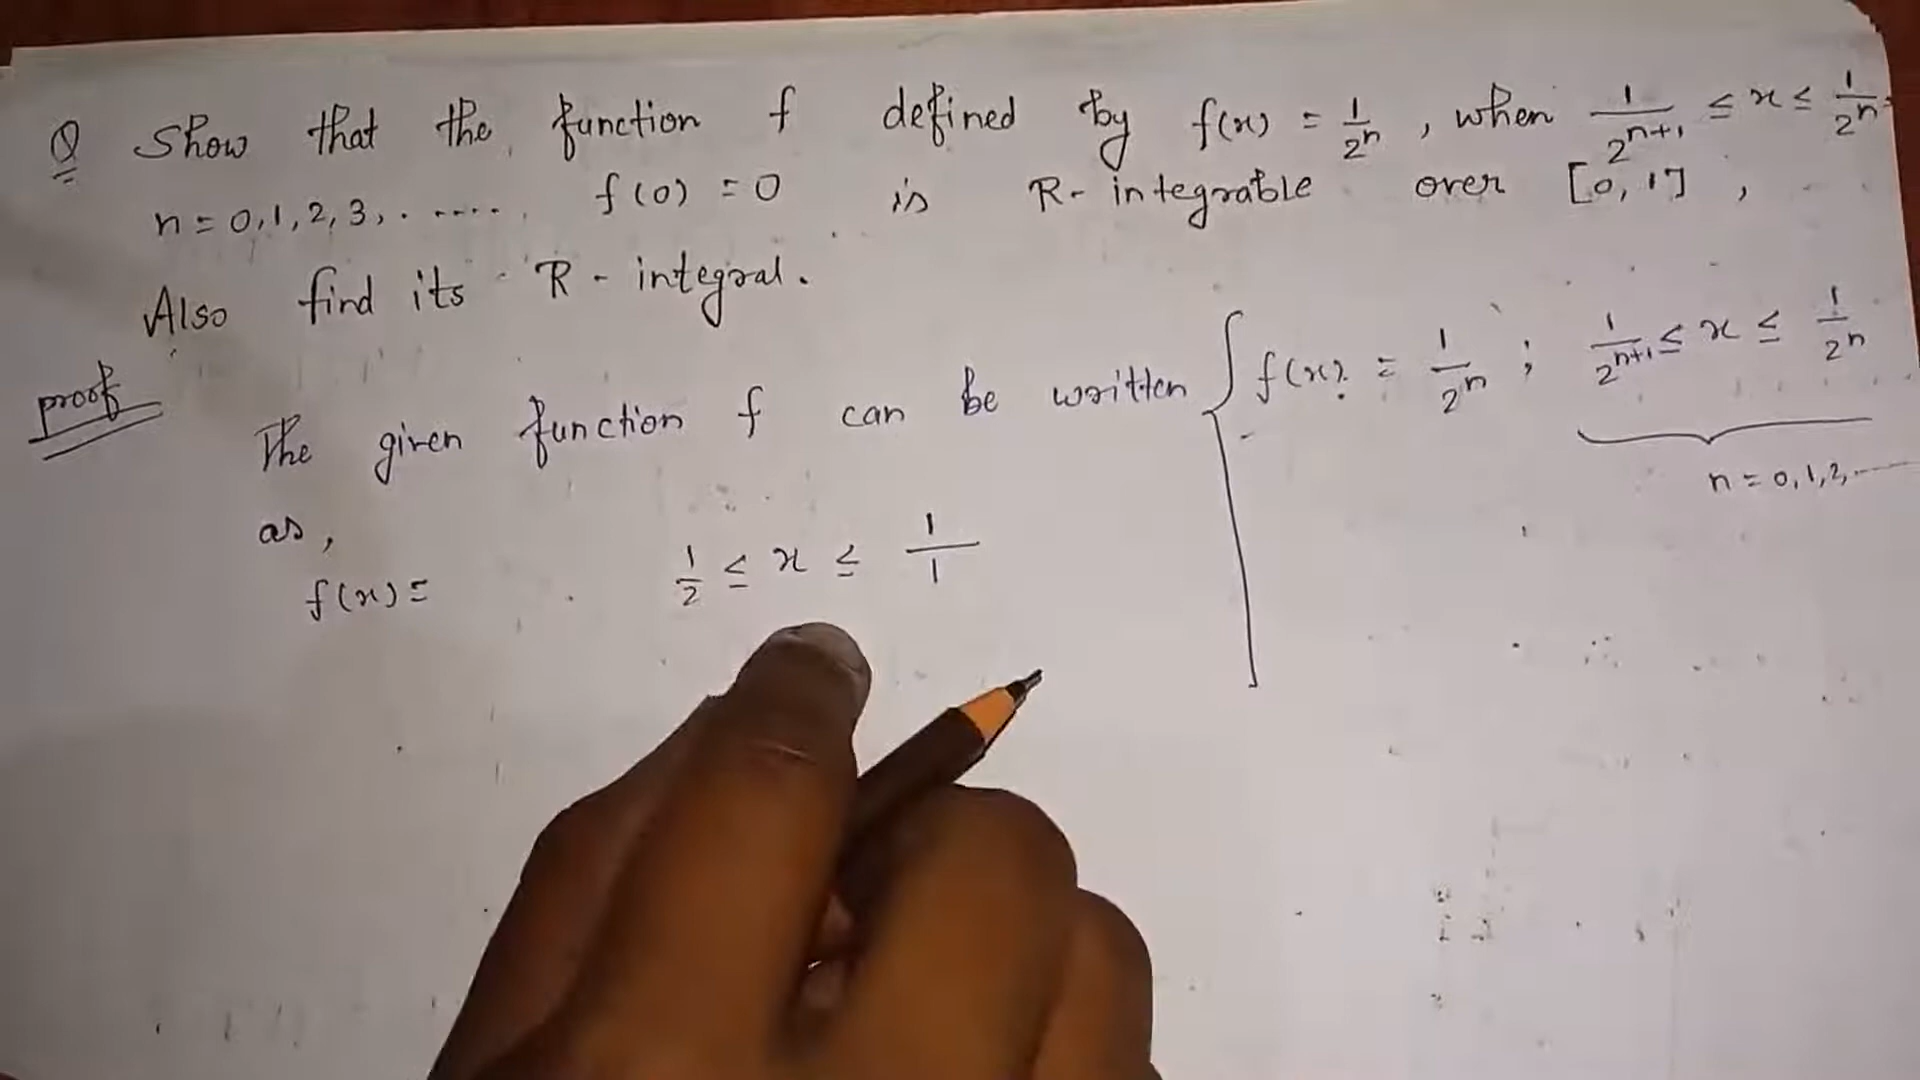 Q Show that the function f defined by f(x) = 1/2^n , when 1/2^{n+1} ≤ x ≤ 1/2^n
n = 0,1,2,3,....... f(0) = 0 is R-integrable over [0, 1] ,
Also find its R-integral.
proof
The given function f can be written
as,
f(x) =
1/2 ≤ x ≤ 1/1
f(x) = 1/2^n ; 1/2^{n+1} ≤ x ≤ 1/2^n
n = 0,1,2,....